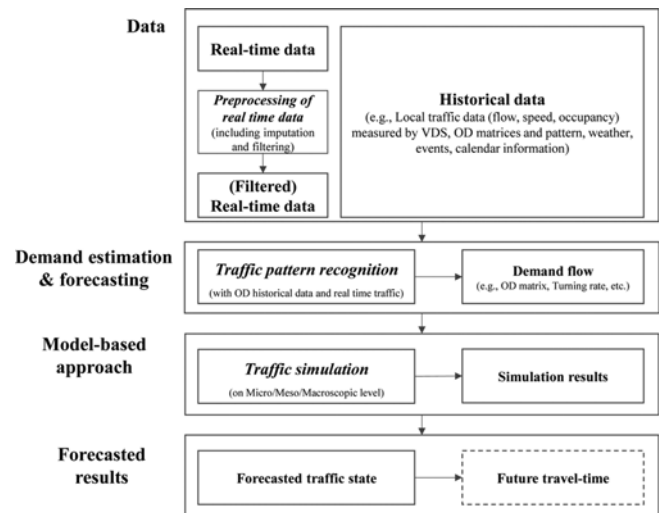 Data
Real-time data
Preprocessing of
real time data
(including imputation
and filtering)
(Filtered)
Real-time data
Historical data
(e.g., Local traffic data (flow, speed, occupancy)
measured by VDS, OD matrices and pattern, weather,
events, calendar information)
Demand estimation
& forecasting
Traffic pattern recognition
(with OD historical data and real time traffic)
Demand flow
(e.g., OD matrix, Turning rate, etc.)
Model-based
approach
Traffic simulation
(on Micro/Meso/Macroscopic level)
Simulation results
Forecasted
results
Forecasted traffic state
Future travel-time